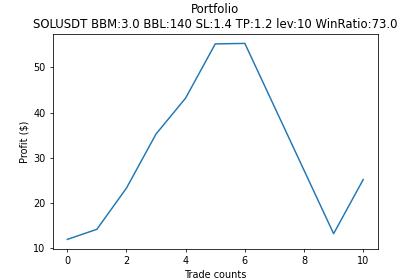 Portfolio
SOLUSDT BBM:3.0 BBL:140 SL:1.4 TP:1.2 lev:10 WinRatio:73.0
50
40
30
20
10
Profit ($)
0 2 4 6 8 10
Trade counts